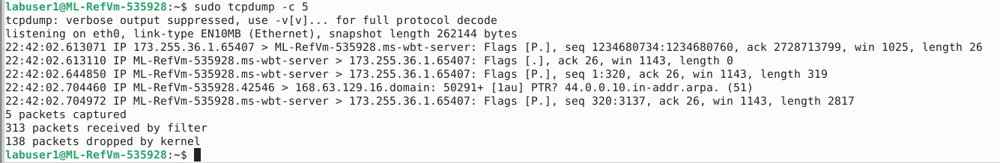 labuser1@ML-RefVm-535928:~$ sudo tcpdump -c 5
tcpdump: verbose output suppressed, use -v[v]... for full protocol decode
listening on eth0, link-type EN10MB (Ethernet), snapshot length 262144 bytes
22:42:02.613071 IP 173.255.36.1.65407 > ML-RefVm-535928.ms-wbt-server: Flags [P.], seq 1234680734:1234680760, ack 2728713799, win 1025, length 26
22:42:02.613110 IP ML-RefVm-535928.ms-wbt-server > 173.255.36.1.65407: Flags [.], ack 26, win 1143, length 0
22:42:02.644850 IP ML-RefVm-535928.ms-wbt-server > 173.255.36.1.65407: Flags [P.], seq 1:320, ack 26, win 1143, length 319
22:42:02.704460 IP ML-RefVm-535928.42546 > 168.63.129.16.domain: 50291+ [1au] PTR? 44.0.0.10.in-addr.arpa. (51)
22:42:02.704972 IP ML-RefVm-535928.ms-wbt-server > 173.255.36.1.65407: Flags [P.], seq 320:3137, ack 26, win 1143, length 2817
5 packets captured
313 packets received by filter
138 packets dropped by kernel
labuser1@ML-RefVm-535928:~$